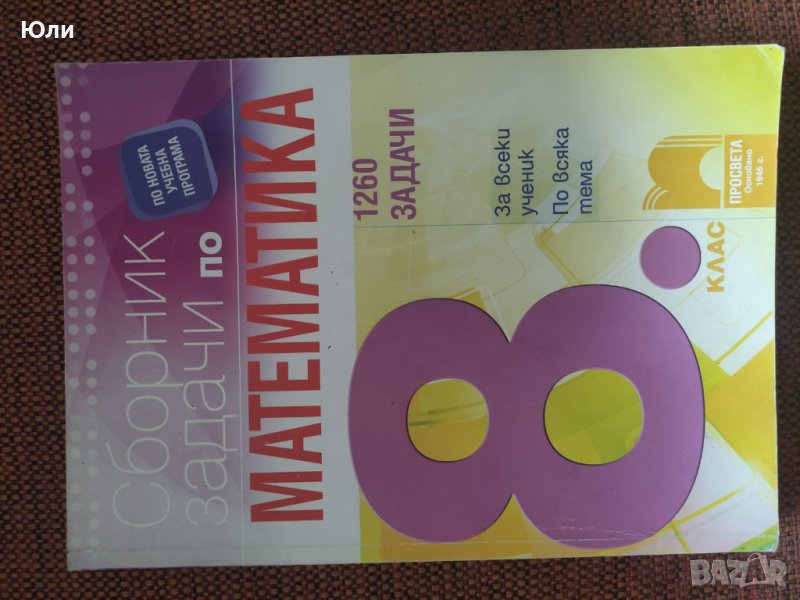 Юли
Сборник
задачи по
МАТЕМАТИКА
ПО НОВАТА
УЧЕБНА
ПРОГРАМА
1260
ЗАДАЧИ
За всеки
ученик
По всяка
тема
8.
КЛАС
ПРОСВЕТА
Основано
1945 г.
BAZAR